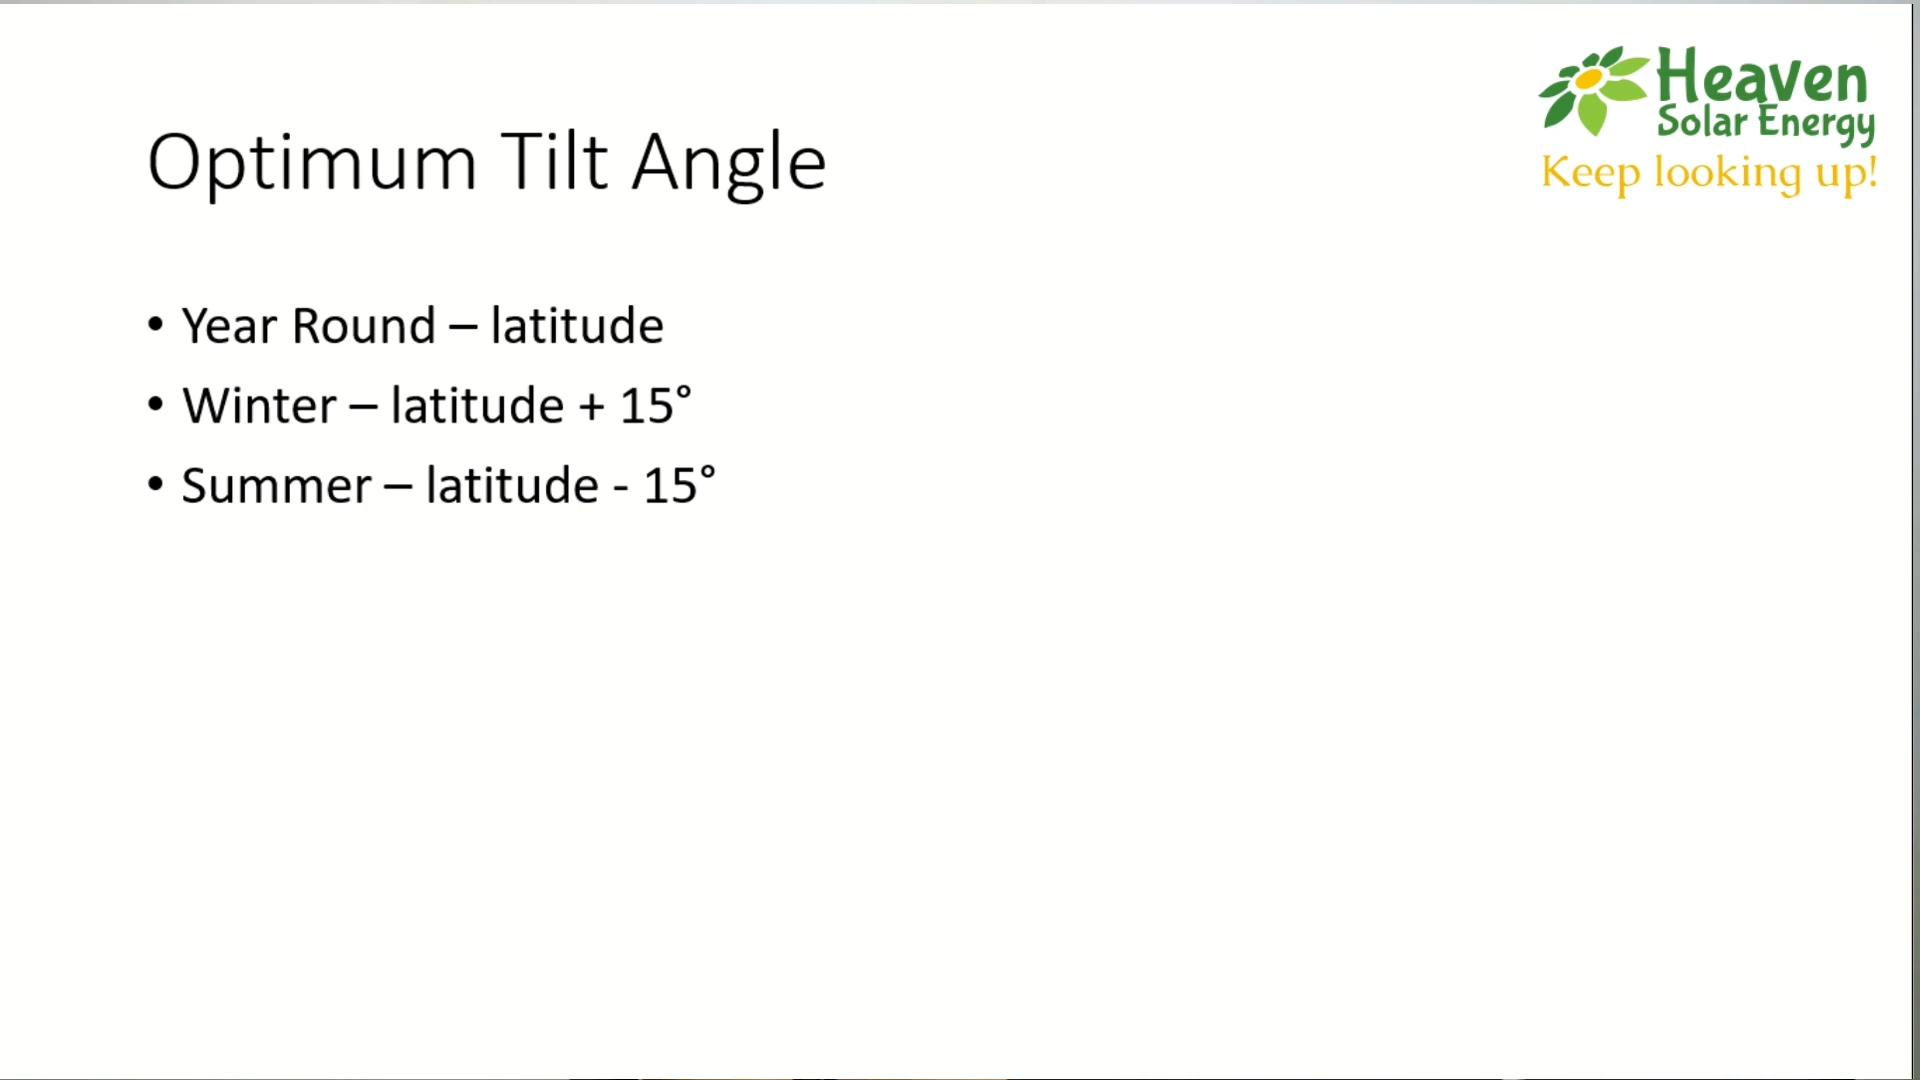 Heaven
Solar Energy
Keep looking up!
Optimum Tilt Angle
• Year Round – latitude
• Winter – latitude + 15°
• Summer – latitude - 15°